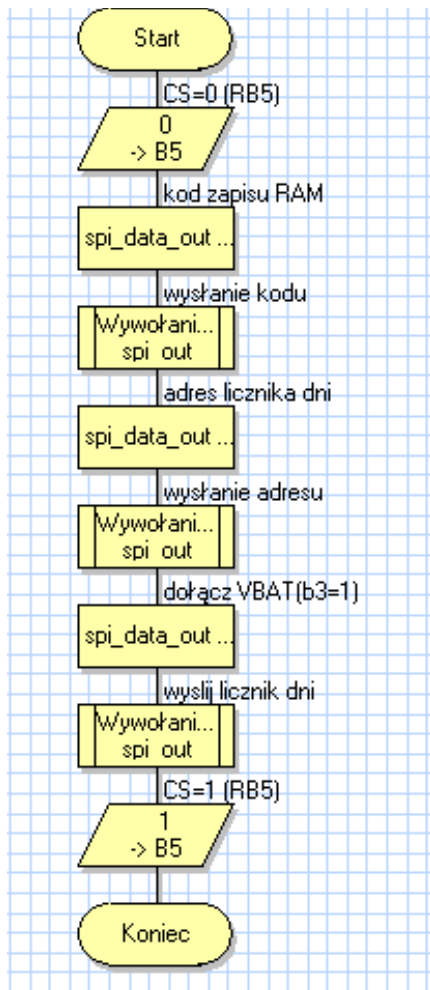 Start
CS=0 (RB5)
0
-> B5
kod zapisu RAM
spi_data_out ...
wysłanie kodu
Wywołani...
spi_out
adres licznika dni
spi_data_out ...
wysłanie adresu
Wywołani...
spi_out
dołącz VBAT(b3=1)
spi_data_out ...
wyslij licznik dni
Wywołani...
spi_out
CS=1 (RB5)
1
-> B5
Koniec